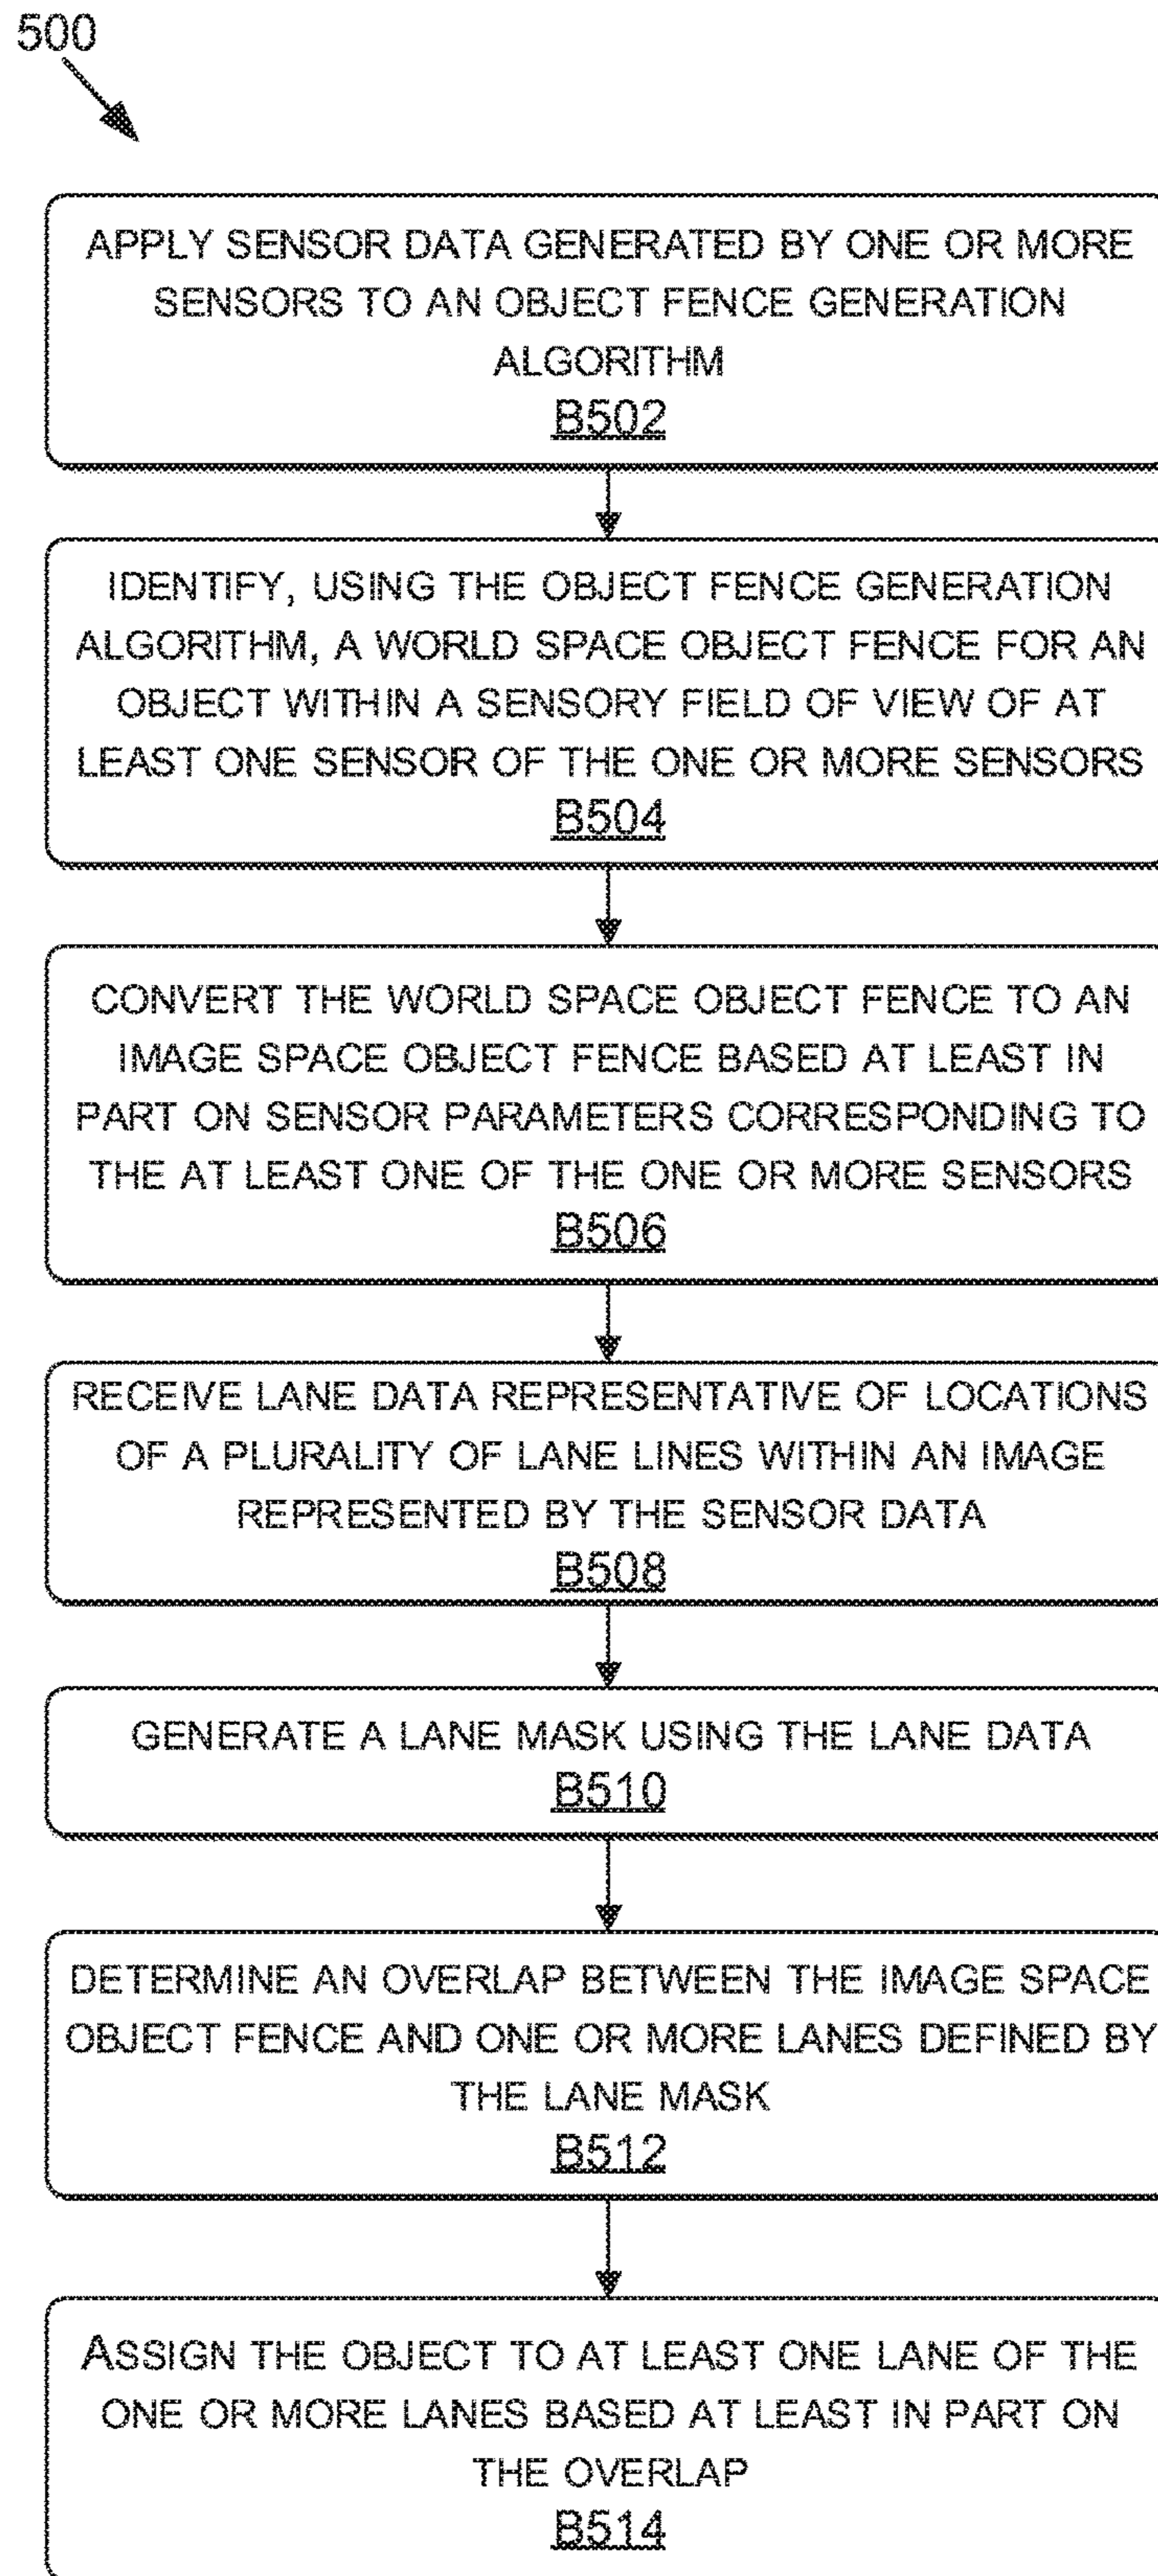 500
APPLY SENSOR DATA GENERATED BY ONE OR MORE
SENSORS TO AN OBJECT FENCE GENERATION
ALGORITHM
B502
IDENTIFY, USING THE OBJECT FENCE GENERATION
ALGORITHM, A WORLD SPACE OBJECT FENCE FOR AN
OBJECT WITHIN A SENSORY FIELD OF VIEW OF AT
LEAST ONE SENSOR OF THE ONE OR MORE SENSORS
B504
CONVERT THE WORLD SPACE OBJECT FENCE TO AN
IMAGE SPACE OBJECT FENCE BASED AT LEAST IN
PART ON SENSOR PARAMETERS CORRESPONDING TO
THE AT LEAST ONE OF THE ONE OR MORE SENSORS
B506
RECEIVE LANE DATA REPRESENTATIVE OF LOCATIONS
OF A PLURALITY OF LANE LINES WITHIN AN IMAGE
REPRESENTED BY THE SENSOR DATA
B508
GENERATE A LANE MASK USING THE LANE DATA
B510
DETERMINE AN OVERLAP BETWEEN THE IMAGE SPACE
OBJECT FENCE AND ONE OR MORE LANES DEFINED BY
THE LANE MASK
B512
ASSIGN THE OBJECT TO AT LEAST ONE LANE OF THE
ONE OR MORE LANES BASED AT LEAST IN PART ON
THE OVERLAP
B514